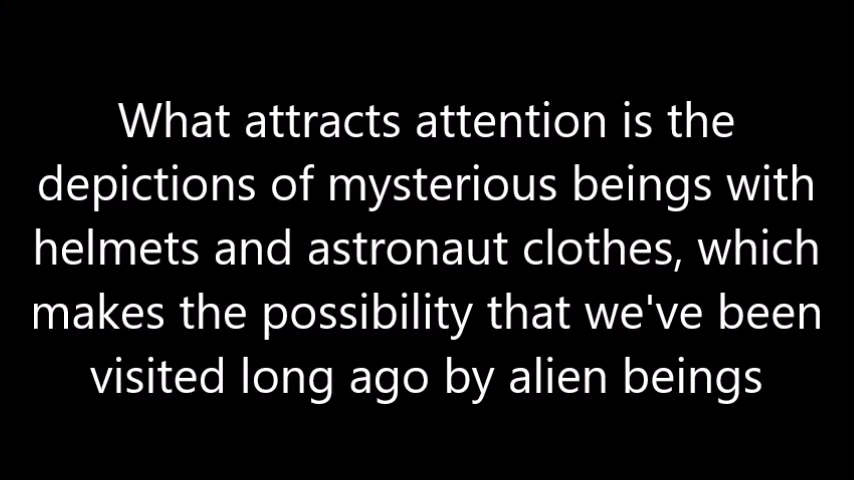 What attracts attention is the
depictions of mysterious beings with
helmets and astronaut clothes, which
makes the possibility that we've been
visited long ago by alien beings